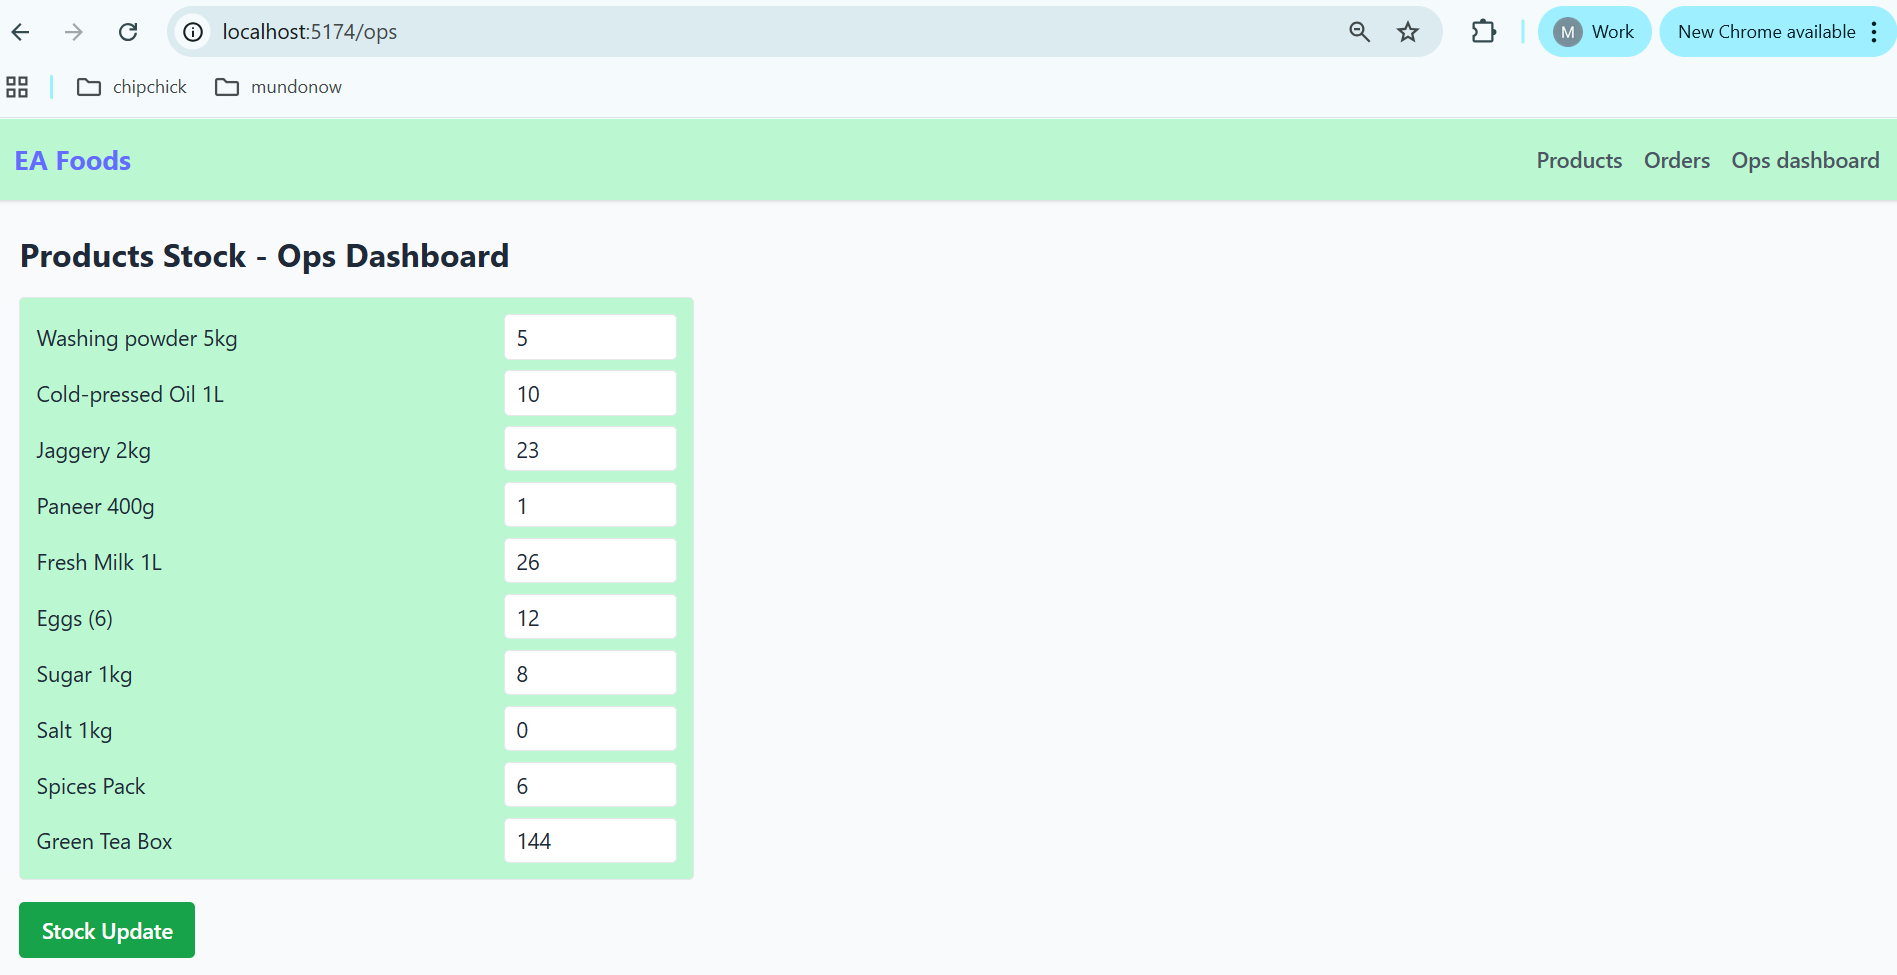 localhost:5174/ops
M Work
New Chrome available
chipchick mundonow
EA Foods
Products Orders Ops dashboard
Products Stock - Ops Dashboard
Washing powder 5kg 5
Cold-pressed Oil 1L 10
Jaggery 2kg 23
Paneer 400g 1
Fresh Milk 1L 26
Eggs (6) 12
Sugar 1kg 8
Salt 1kg 0
Spices Pack 6
Green Tea Box 144
Stock Update